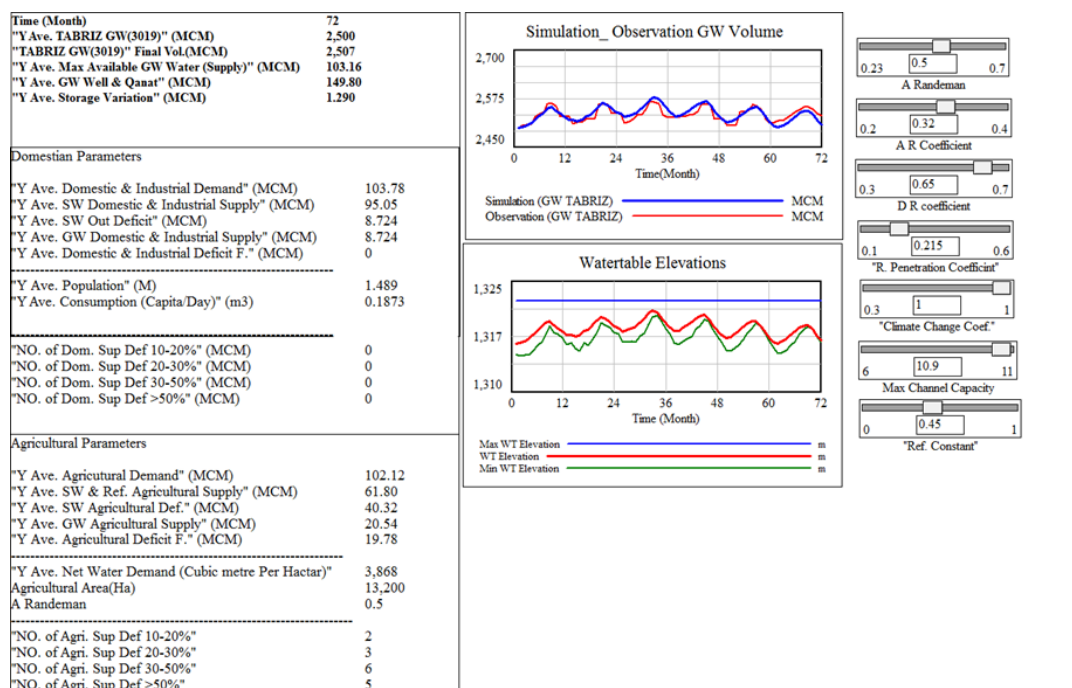 Time (Month) 72
"Y Ave. TABRIZ GW(3019)" (MCM) 2,500
"TABRIZ GW(3019)" Final Vol.(MCM) 2,507
"Y Ave. Max Available GW Water (Supply)" (MCM) 103.16
"Y Ave. GW Well & Qanat" (MCM) 149.80
"Y Ave. Storage Variation" (MCM) 1.290
Domestian Parameters
"Y Ave. Domestic & Industrial Demand" (MCM) 103.78
"Y Ave. SW Domestic & Industrial Supply" (MCM) 95.05
"Y Ave. SW Out Deficit" (MCM) 8.724
"Y Ave. GW Domestic & Industrial Supply" (MCM) 8.724
"Y Ave. Domestic & Industrial Deficit F." (MCM) 0
"Y Ave. Population" (M) 1.489
"Y Ave. Consumption (Capita/Day)" (m3) 0.1873
"NO. of Dom. Sup Def 10-20%" (MCM) 0
"NO. of Dom. Sup Def 20-30%" (MCM) 0
"NO. of Dom. Sup Def 30-50%" (MCM) 0
"NO. of Dom. Sup Def >50%" (MCM) 0
Agricultural Parameters
"Y Ave. Agricutural Demand" (MCM) 102.12
"Y Ave. SW & Ref. Agricultural Supply" (MCM) 61.80
"Y Ave. SW Agricultural Def." (MCM) 40.32
"Y Ave. GW Agricultural Supply" (MCM) 20.54
"Y Ave. Agricultural Deficit F." (MCM) 19.78
"Y Ave. Net Water Demand (Cubic metre Per Hactar)" 3,868
Agricultural Area(Ha) 13,200
A Randeman 0.5
"NO. of Agri. Sup Def 10-20%" 2
"NO. of Agri. Sup Def 20-30%" 3
"NO. of Agri. Sup Def 30-50%" 6
"NO. of Agri. Sup Def >50%" 5
Simulation_ Observation GW Volume
2,700
2,575
2,450
0 12 24 36 48 60 72
Time(Month)
Simulation (GW TABRIZ) MCM
Observation (GW TABRIZ) MCM
Watertable Elevations
1,325
1,317
1,310
0 12 24 36 48 60 72
Time (Month)
Max WT Elevation m
WT Elevation m
Min WT Elevation m
0.23 0.5 0.7
A Randeman
0.2 0.32 0.4
A R Coefficient
0.3 0.65 0.7
D R coefficient
0.1 0.215 0.6
"R. Penetration Coefficint"
0.3 1 1
"Climate Change Coef."
6 10.9 11
Max Channel Capacity
0 0.45 1
"Ref. Constant"